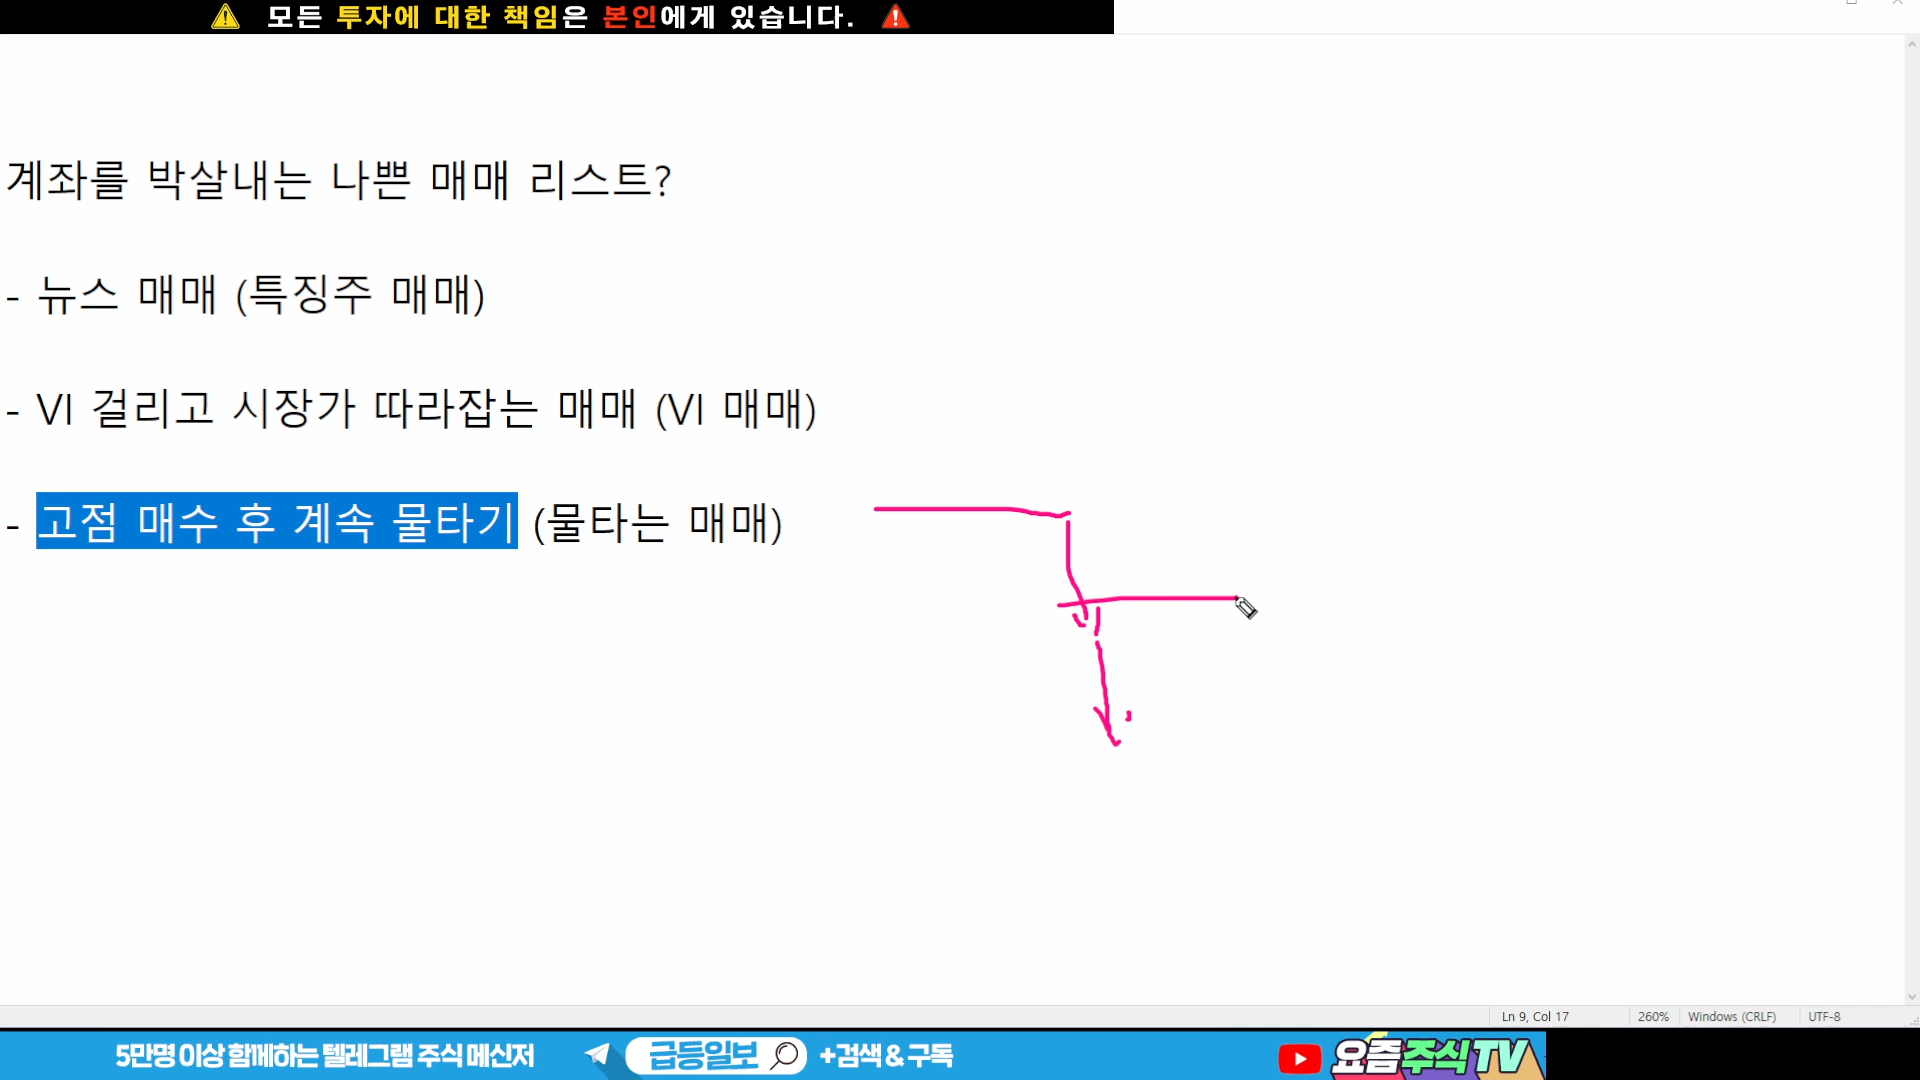 모든 투자에 대한 책임은 본인에게 있습니다.
계좌를 박살내는 나쁜 매매 리스트?
- 뉴스 매매 (특징주 매매)
- VI 걸리고 시장가 따라잡는 매매 (VI 매매)
- 고점 매수 후 계속 물타기 (물타는 매매)
Ln 9, Col 17 260% Windows (CRLF) UTF-8
5만명 이상 함께하는 텔레그램 주식 메신저 급등일보 +검색 & 구독 요즘주식TV